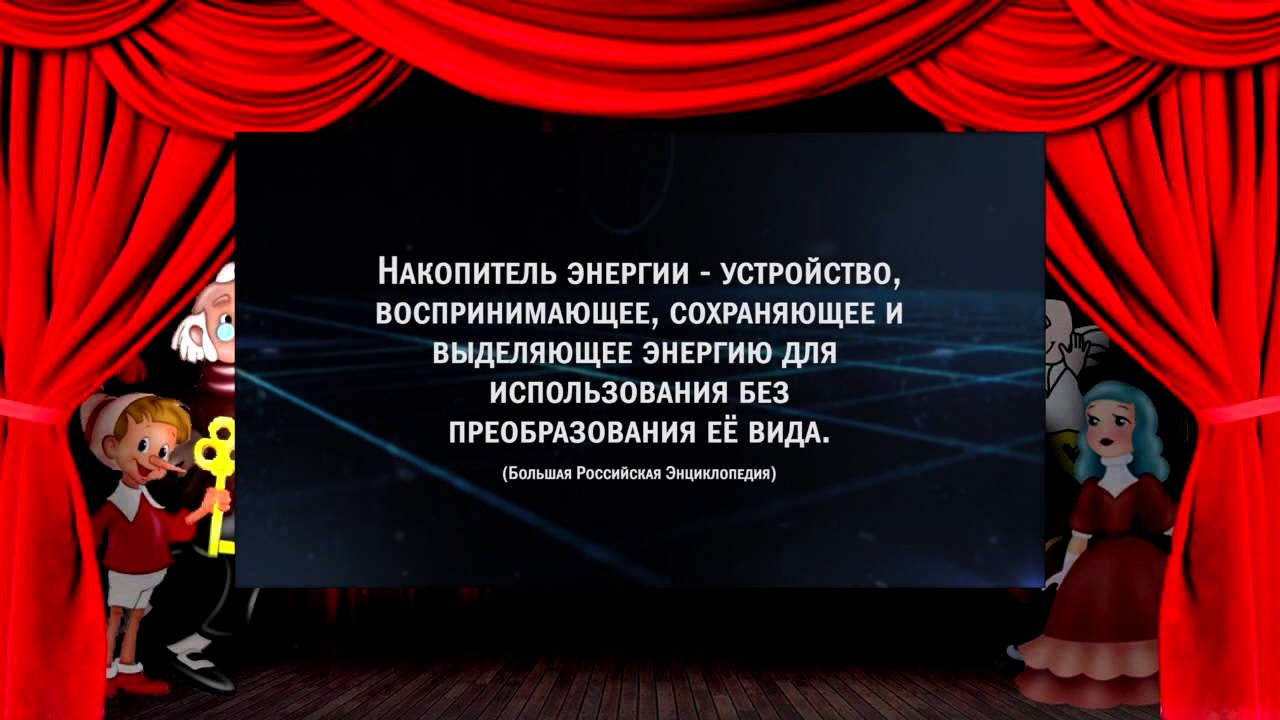 Накопитель энергии - устройство,
воспринимающее, сохраняющее и
выделяющее энергию для
использования без
преобразования её вида.
(Большая Российская Энциклопедия)